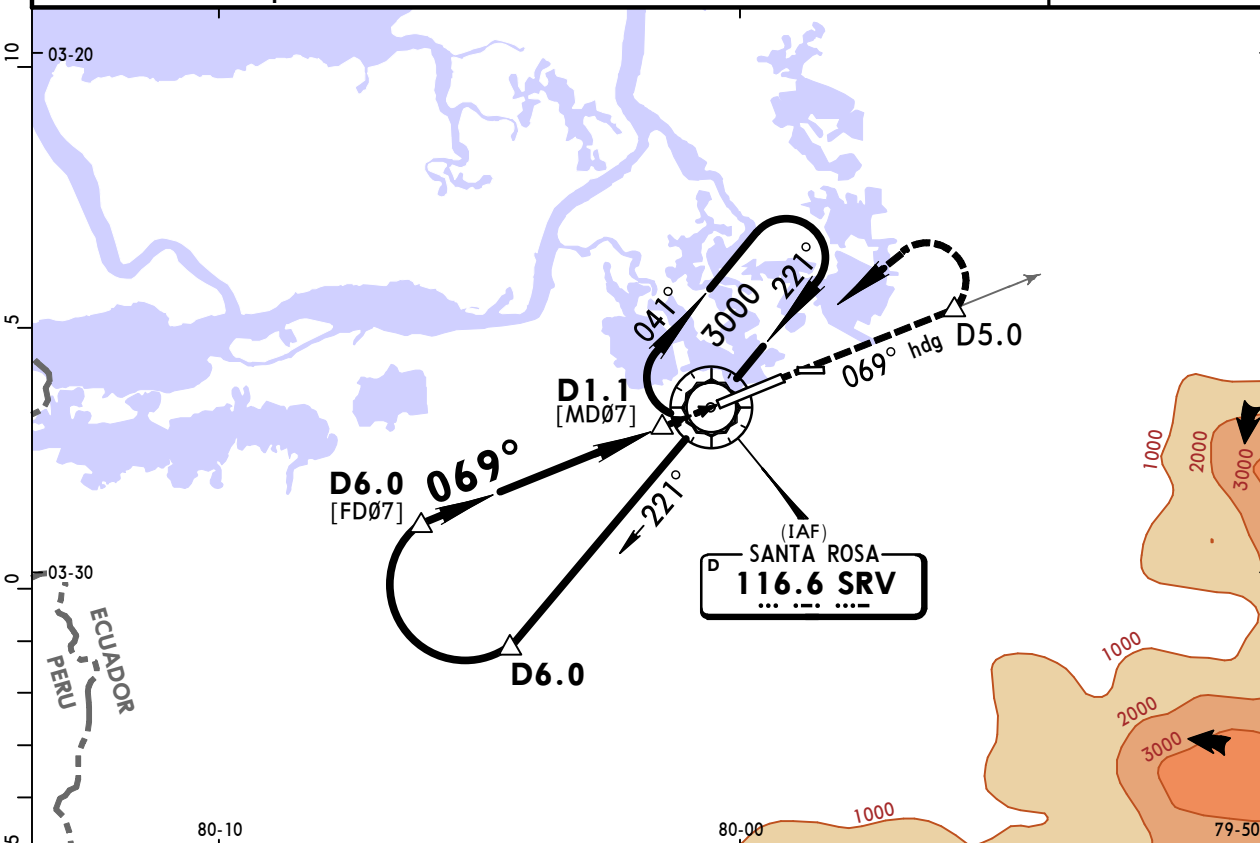 10
03-20
5
041°
3000
221°
069° hdg
D5.0
D1.1
[MDØ7]
D6.0
[FDØ7]
069°
221°
D6.0
(IAF)
SANTA ROSA
D
116.6 SRV
0
03-30
ECUADOR
PERU
5
1000
2000
3000
1000
2000
3000
1000
80-10
80-00
79-50